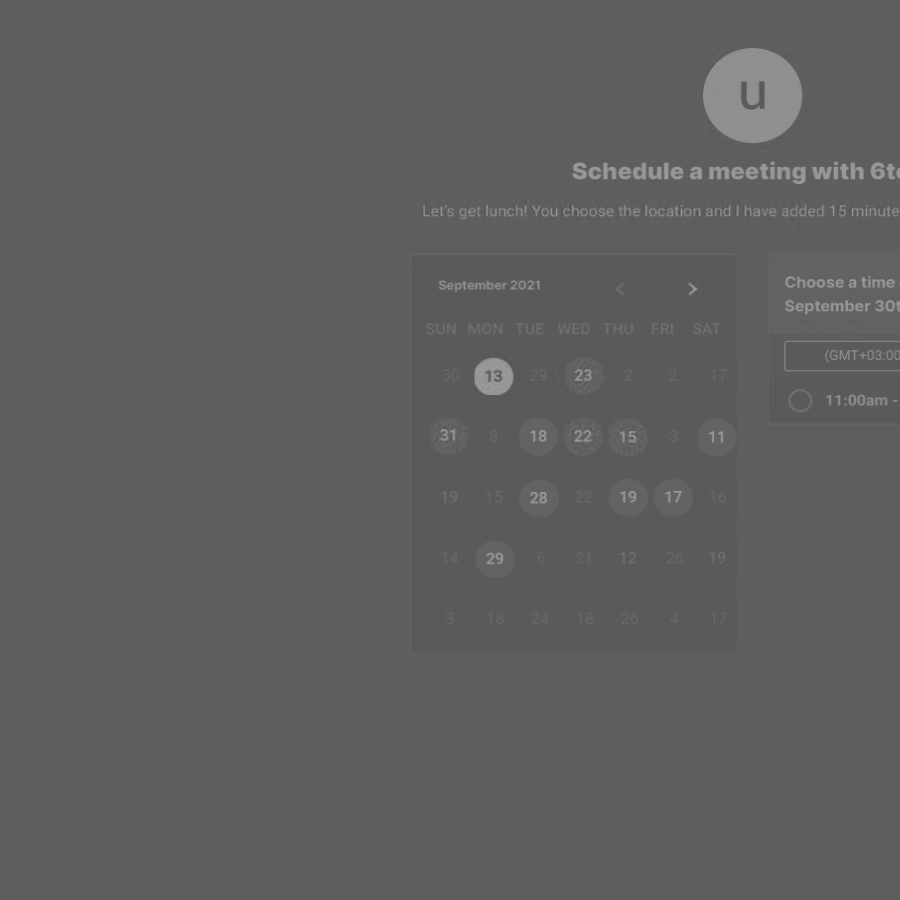 u
Schedule a meeting with 6t
Let's get lunch! You choose the location and I have added 15 minute
September 2021
SUN MON TUE WED THU FRI SAT
30 13 29 23 2 2 17
31 8 18 22 15 3 11
19 15 28 22 19 17 16
14 29 6 21 12 26 19
3 18 24 18 26 4 17
Choose a time
September 30t
(GMT+03:00
11:00am -